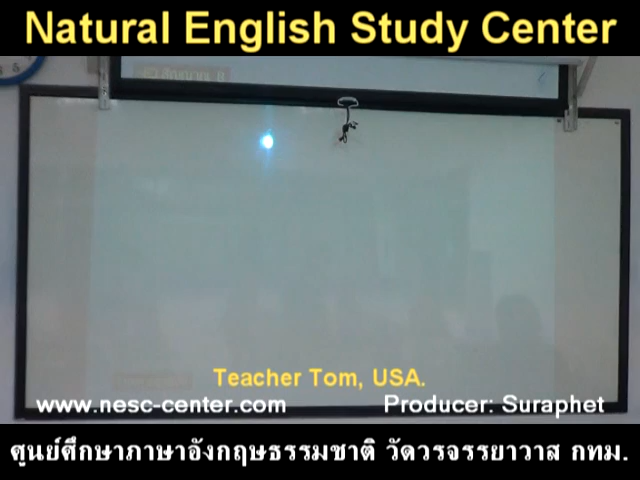 Natural English Study Center
Teacher Tom, USA.
www.nesc-center.com Producer: Suraphet
ศูนย์ศึกษาภาษาอังกฤษธรรมชาติ วัดวรจรรยาวาส กทม.